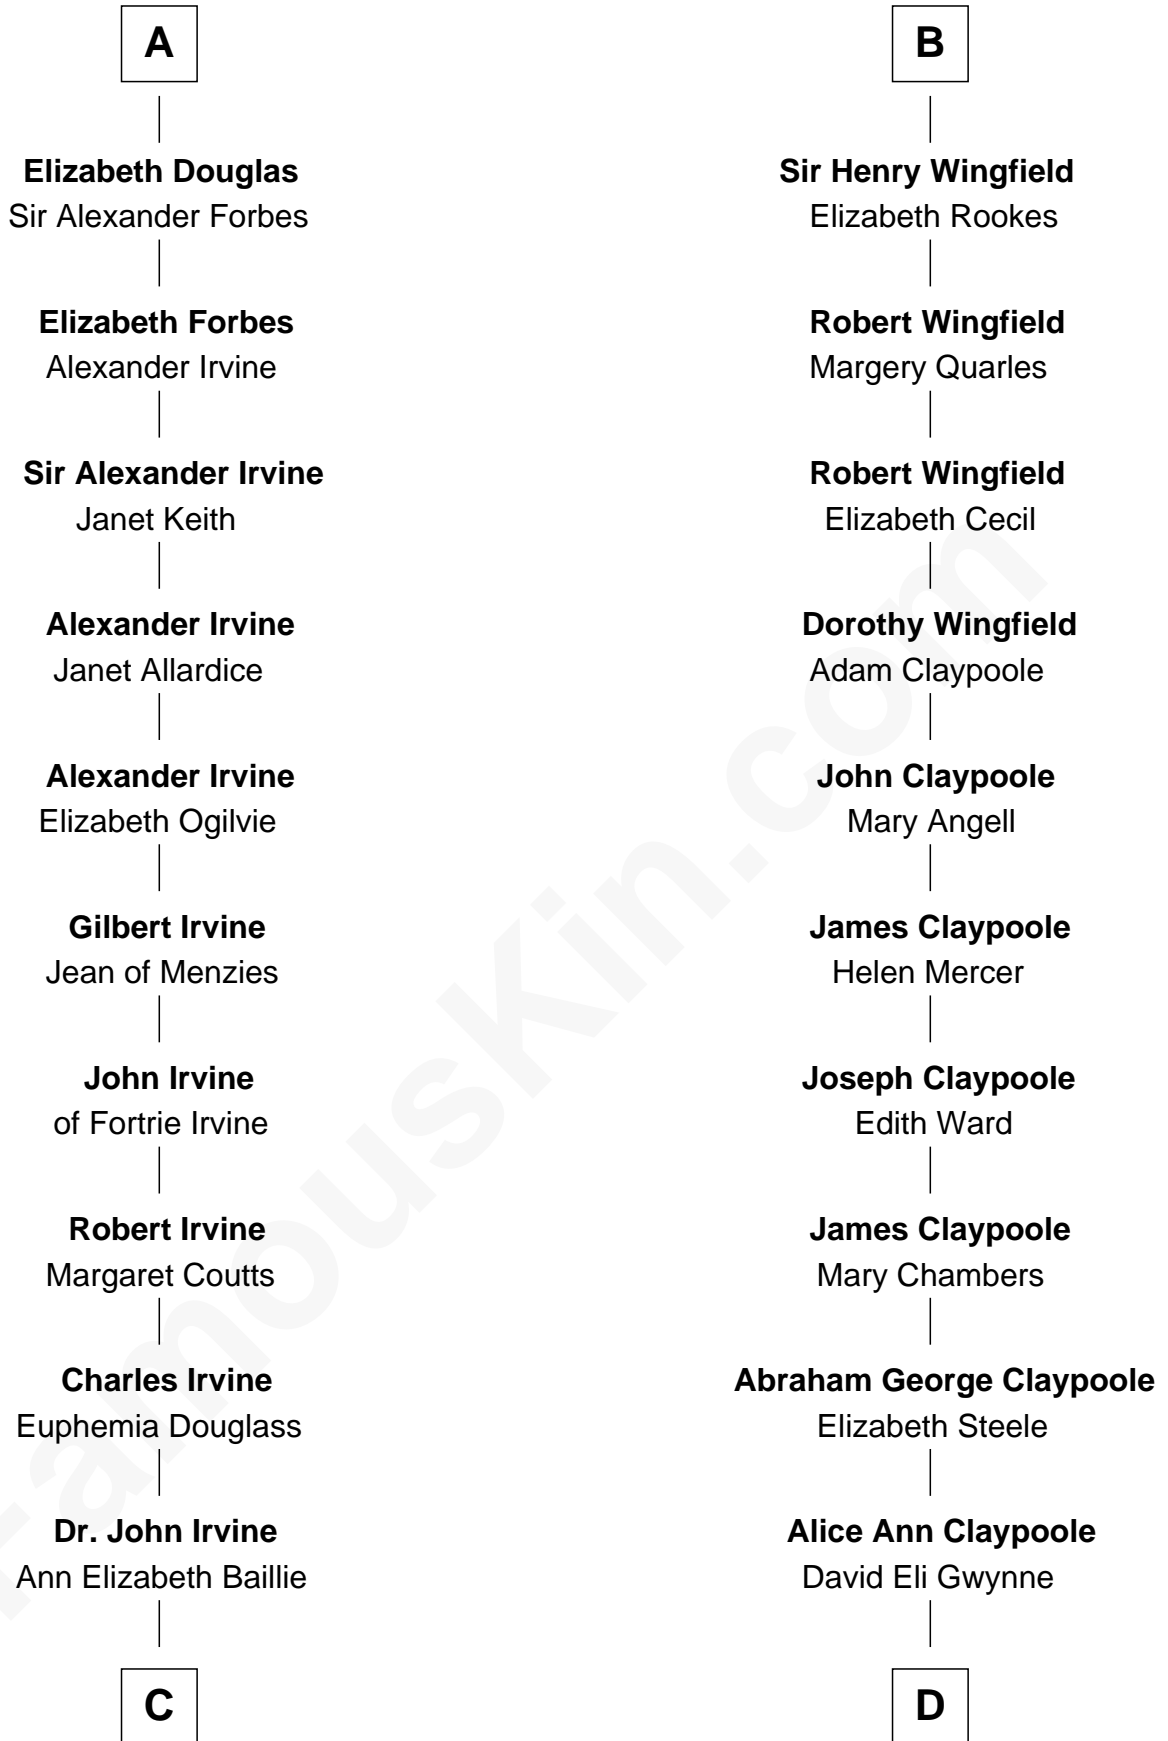 A
Elizabeth Douglas
Sir Alexander Forbes
Elizabeth Forbes
Alexander Irvine
Sir Alexander Irvine
Janet Keith
Alexander Irvine
Janet Allardice
Alexander Irvine
Elizabeth Ogilvie
Gilbert Irvine
Jean of Menzies
John Irvine
of Fortrie Irvine
Robert Irvine
Margaret Coutts
Charles Irvine
Euphemia Douglass
Dr. John Irvine
Ann Elizabeth Baillie
C
B
Sir Henry Wingfield
Elizabeth Rookes
Robert Wingfield
Margery Quarles
Robert Wingfield
Elizabeth Cecil
Dorothy Wingfield
Adam Claypoole
John Claypoole
Mary Angell
James Claypoole
Helen Mercer
Joseph Claypoole
Edith Ward
James Claypoole
Mary Chambers
Abraham George Claypoole
Elizabeth Steele
Alice Ann Claypoole
David Eli Gwynne
D
FamousKin.com